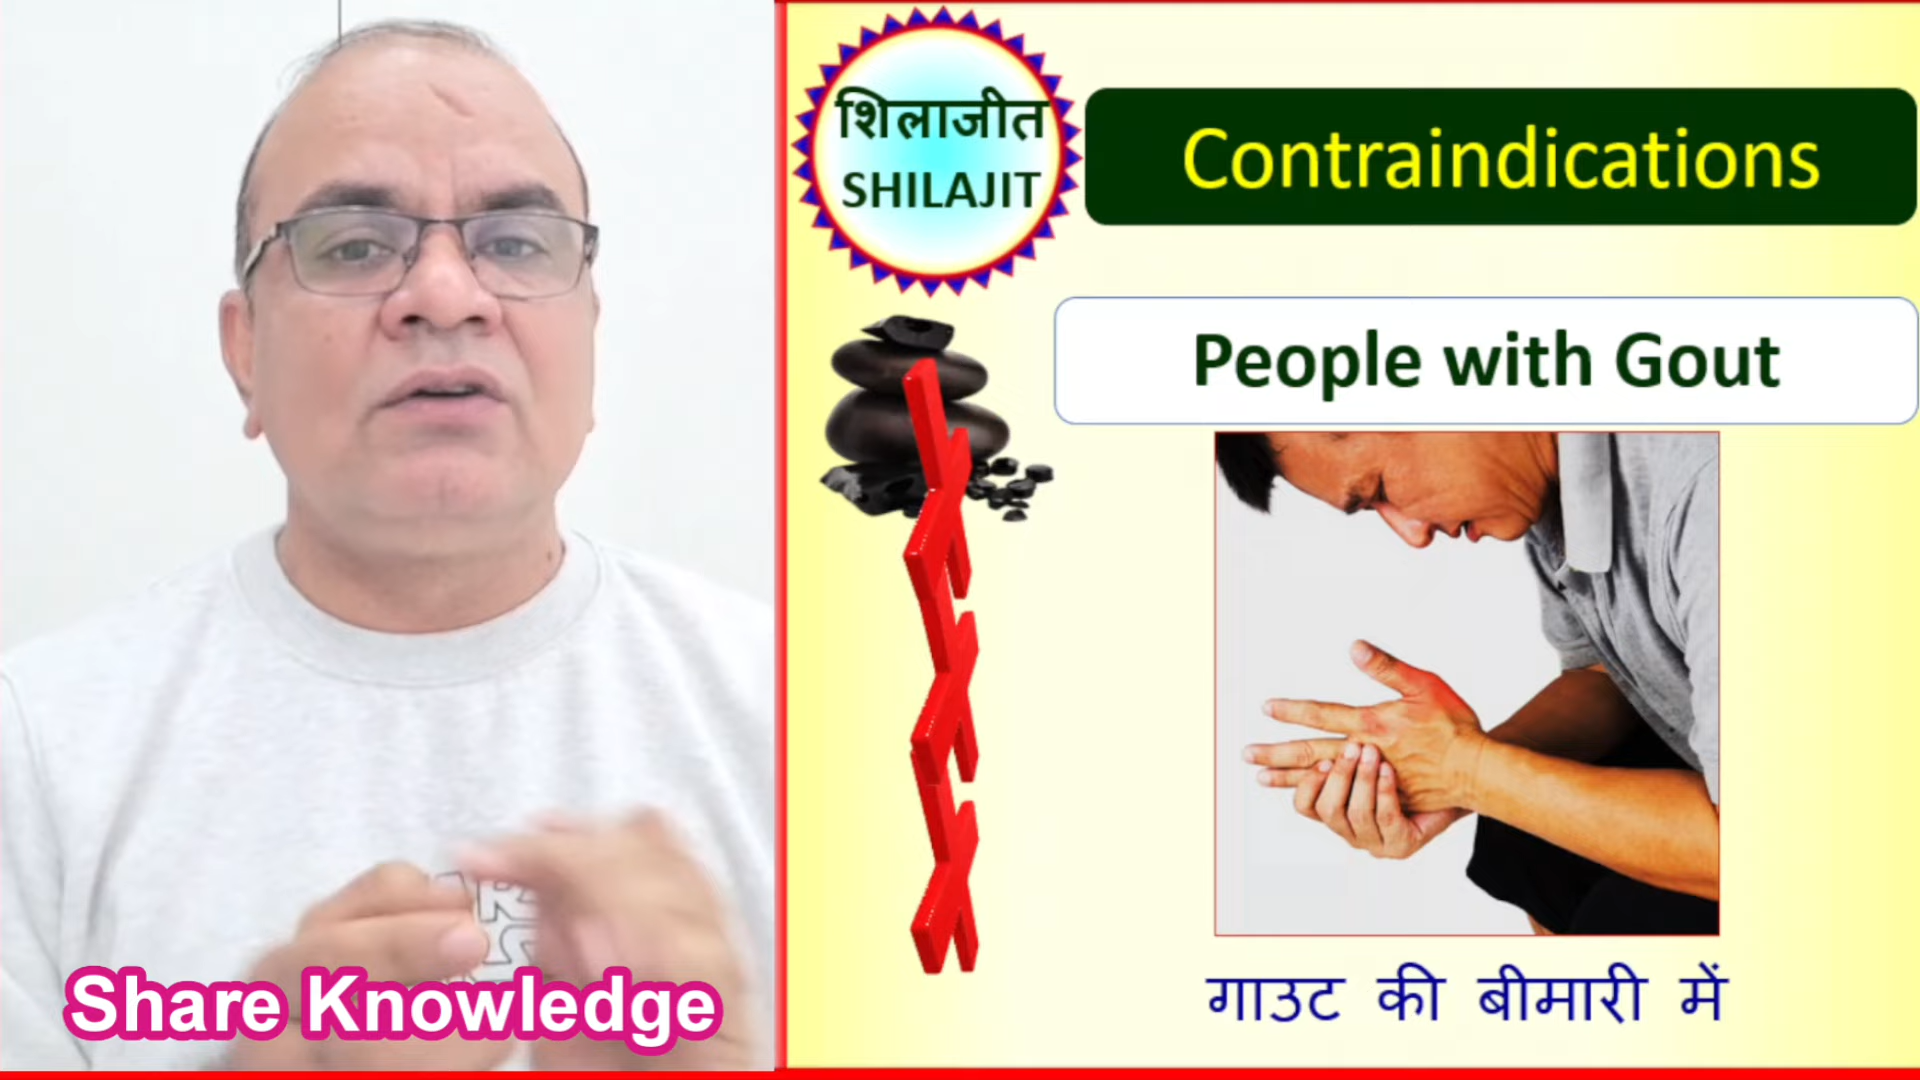 शिलाजीत
SHILAJIT
Contraindications
People with Gout
गाउट की बीमारी में
Share Knowledge